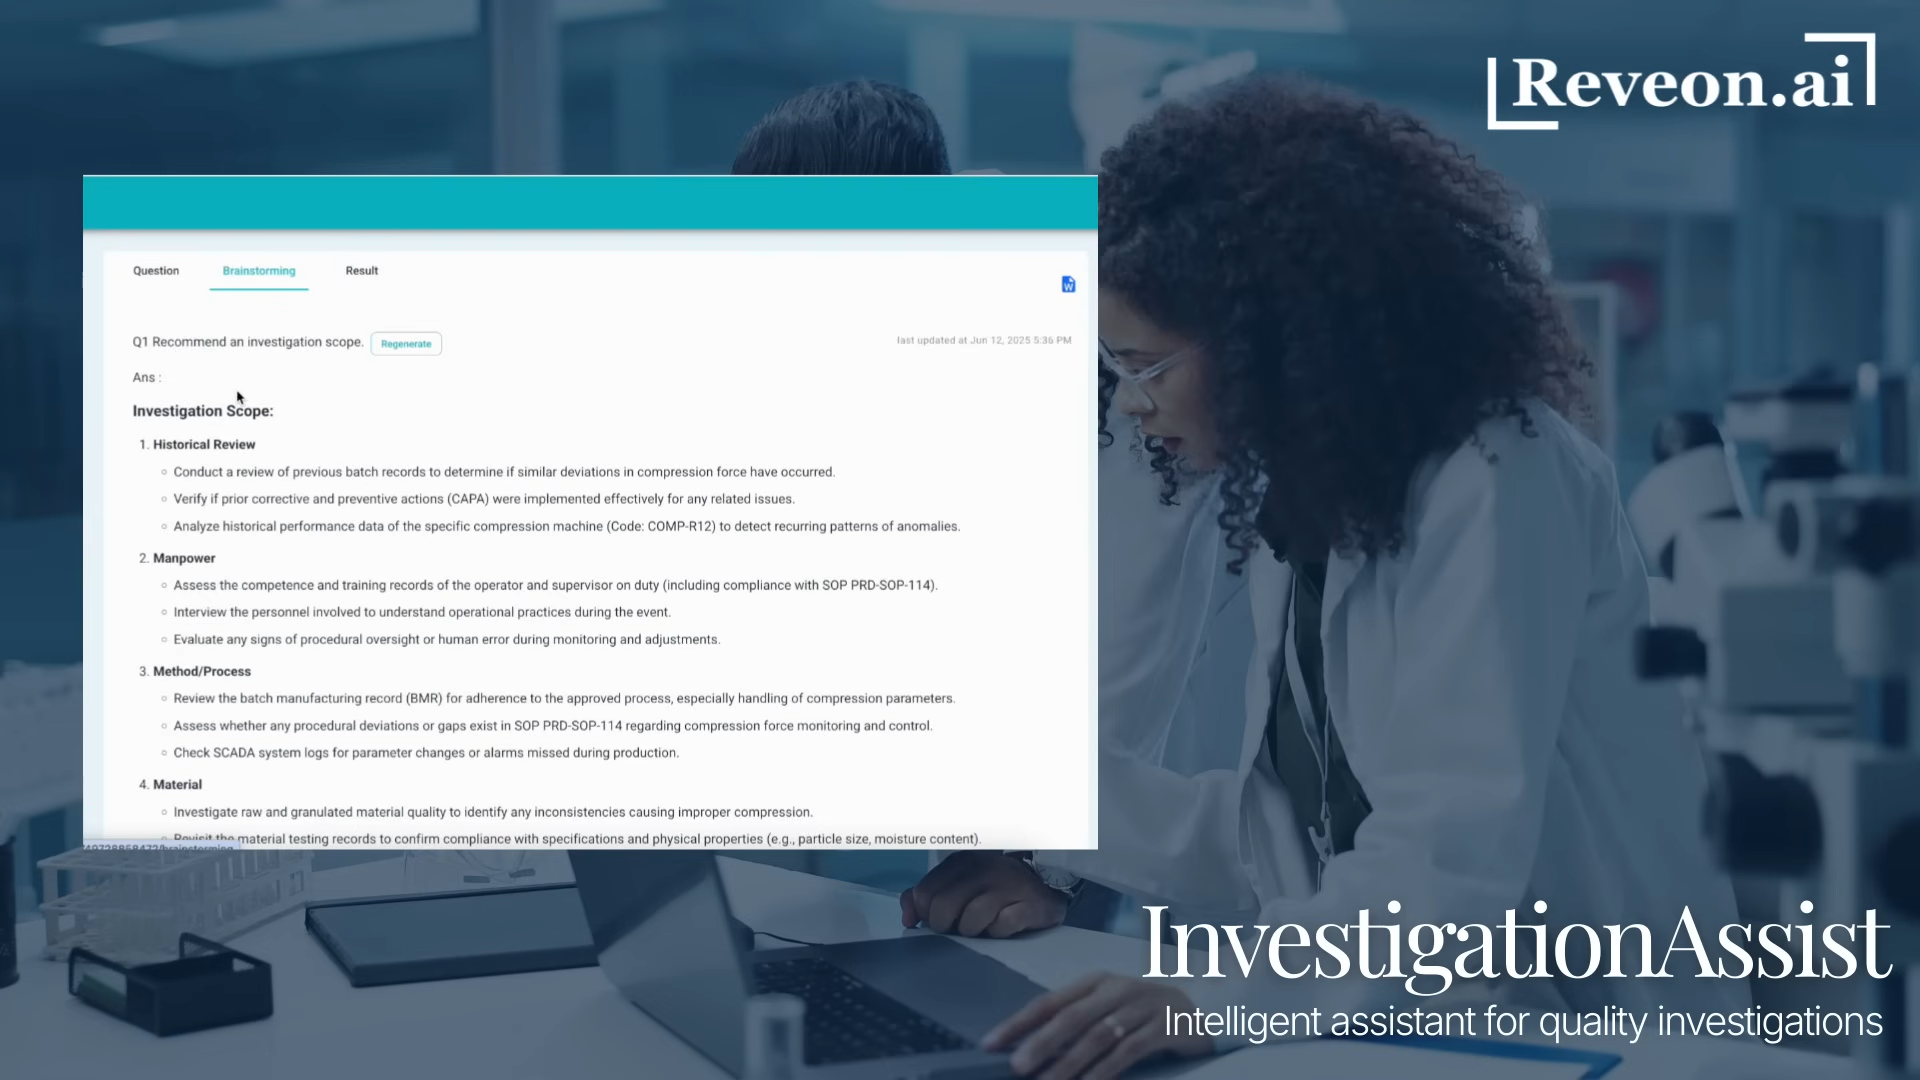 Reveon.ai
Question
Brainstorming
Result
W
Q1 Recommend an investigation scope.
Regenerate
last updated at Jun 12, 2025 5:36 PM
Ans :
Investigation Scope:
1. Historical Review
◦ Conduct a review of previous batch records to determine if similar deviations in compression force have occurred.
◦ Verify if prior corrective and preventive actions (CAPA) were implemented effectively for any related issues.
◦ Analyze historical performance data of the specific compression machine (Code: COMP-R12) to detect recurring patterns of anomalies.
2. Manpower
◦ Assess the competence and training records of the operator and supervisor on duty (including compliance with SOP PRD-SOP-114).
◦ Interview the personnel involved to understand operational practices during the event.
◦ Evaluate any signs of procedural oversight or human error during monitoring and adjustments.
3. Method/Process
◦ Review the batch manufacturing record (BMR) for adherence to the approved process, especially handling of compression parameters.
◦ Assess whether any procedural deviations or gaps exist in SOP PRD-SOP-114 regarding compression force monitoring and control.
◦ Check SCADA system logs for parameter changes or alarms missed during production.
4. Material
◦ Investigate raw and granulated material quality to identify any inconsistencies causing improper compression.
◦ Revisit the material testing records to confirm compliance with specifications and physical properties (e.g., particle size, moisture content).
InvestigationAssist
Intelligent assistant for quality investigations